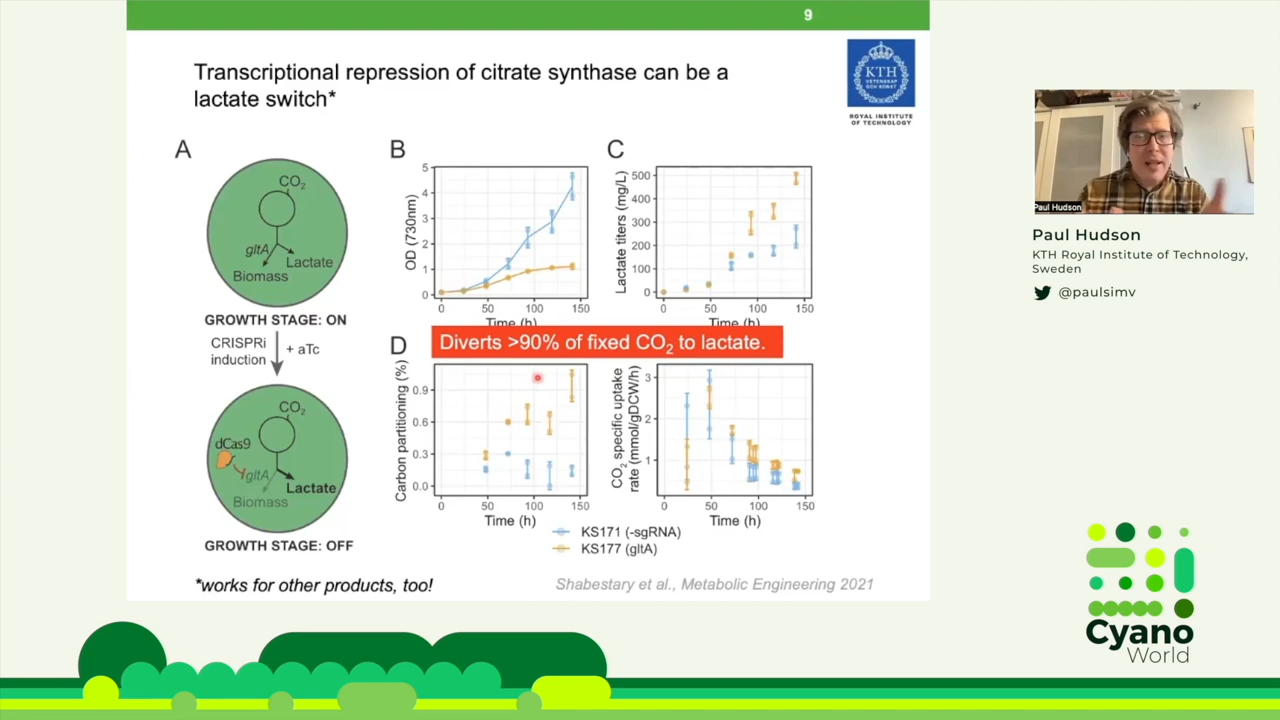 9
Transcriptional repression of citrate synthase can be a
lactate switch*
KTH
VETENSKAP
OCH KONST
ROYAL INSTITUTE
OF TECHNOLOGY
A
CO2
gltA
Lactate
Biomass
GROWTH STAGE: ON
CRISPRi
induction
+ aTc
CO2
dCas9
gltA
Lactate
Biomass
GROWTH STAGE: OFF
B
OD (730nm)
5
4
3
2
1
0
0 50 100 150
Time (h)
C
Lactate titers (mg/L)
500
400
300
200
100
0
0 50 100 150
Time (h)
Diverts >90% of fixed CO2 to lactate.
D
Carbon partitioning (%)
0.9
0.6
0.3
0.0
0 50 100 150
Time (h)
CO2 specific uptake
rate (mmol/gDCW/h)
3
2
1
0 50 100 150
Time (h)
KS171 (-sgRNA)
KS177 (gltA)
*works for other products, too!
Shabestary et al., Metabolic Engineering 2021
Paul Hudson
Paul Hudson
KTH Royal Institute of Technology,
Sweden
@paulsimv
Cyano
World